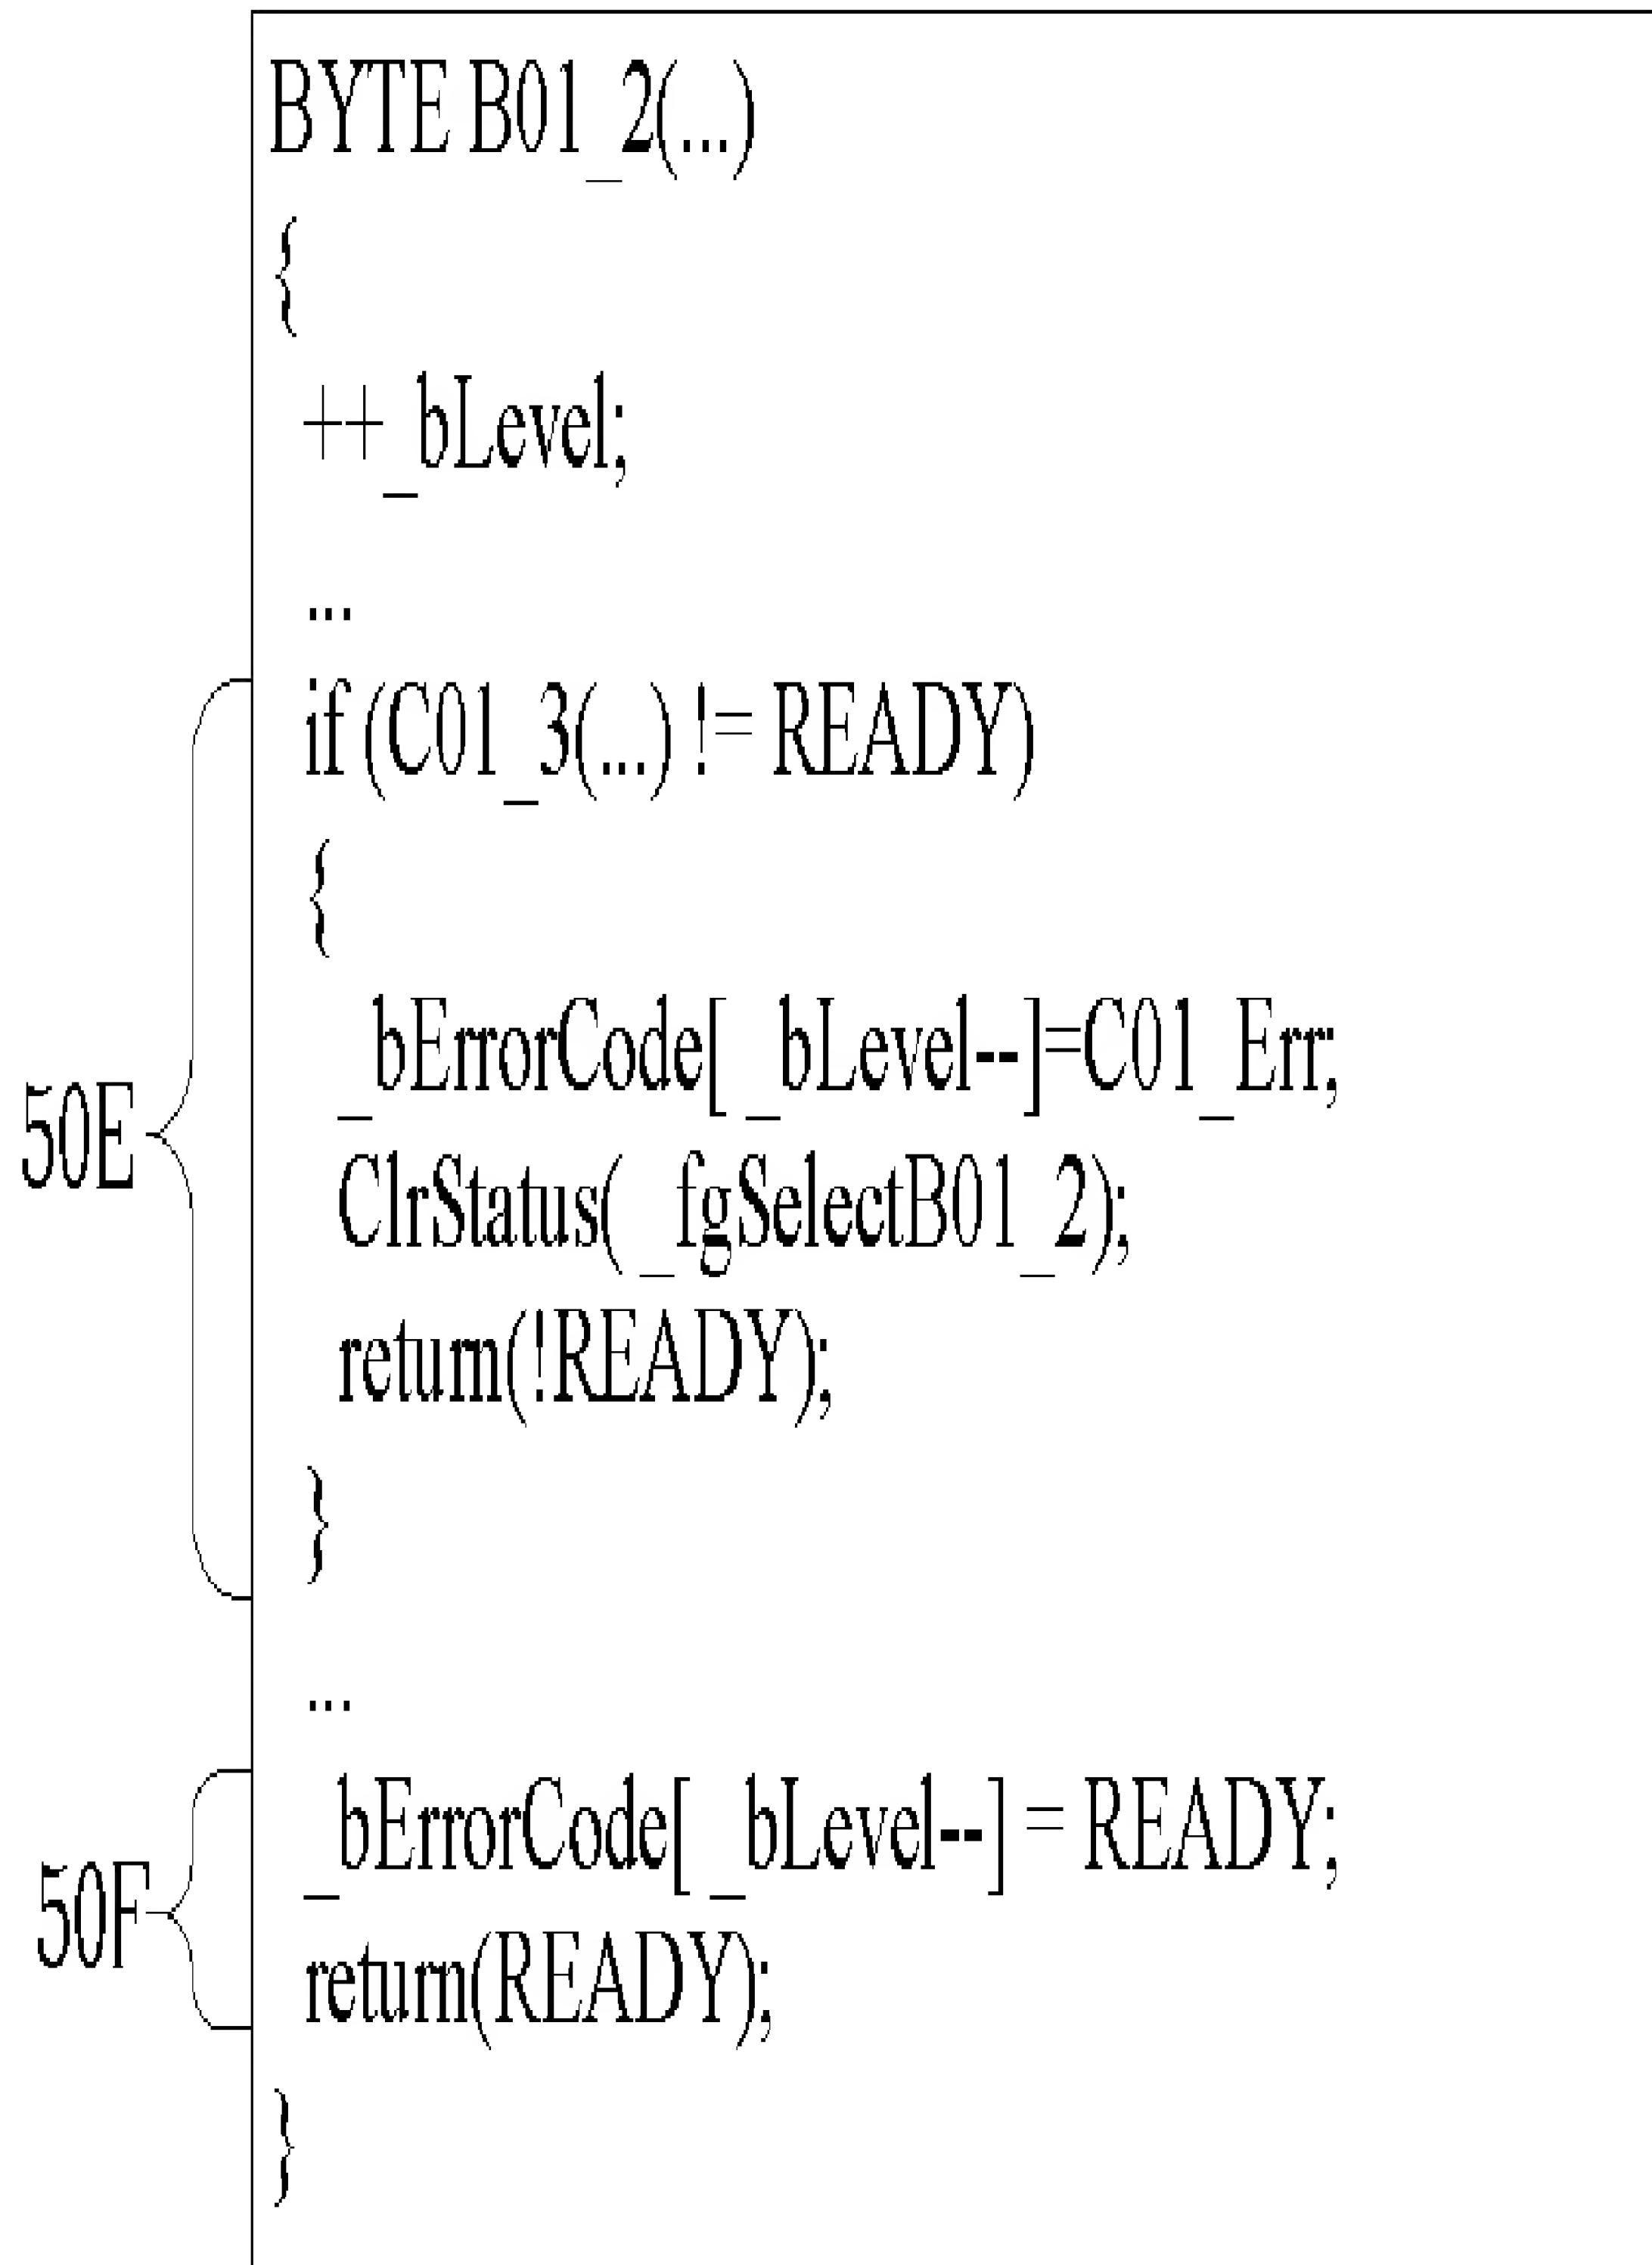 BYTE B01_2(...)
{
++_bLevel;
...
if (C01_3(...) != READY)
{
_bErrorCode[ _bLevel--]=C01_Err;
50E
ClrStatus( _fgSelectB01_2);
return(!READY);
}
...
_bErrorCode[ _bLevel--] = READY;
50F
return(READY);
}